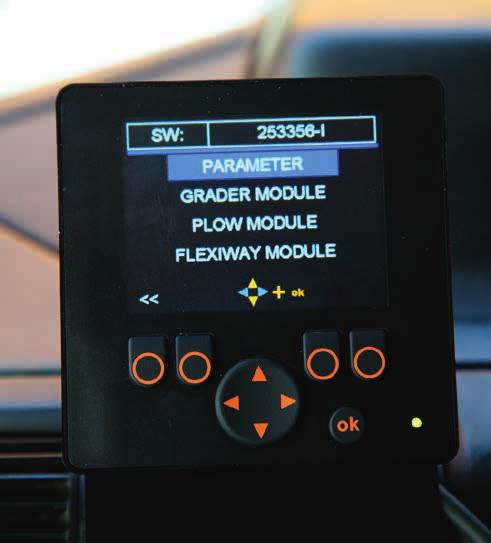 SW: 253356-I
PARAMETER
GRADER MODULE
PLOW MODULE
FLEXIWAY MODULE
<< + ok
ok